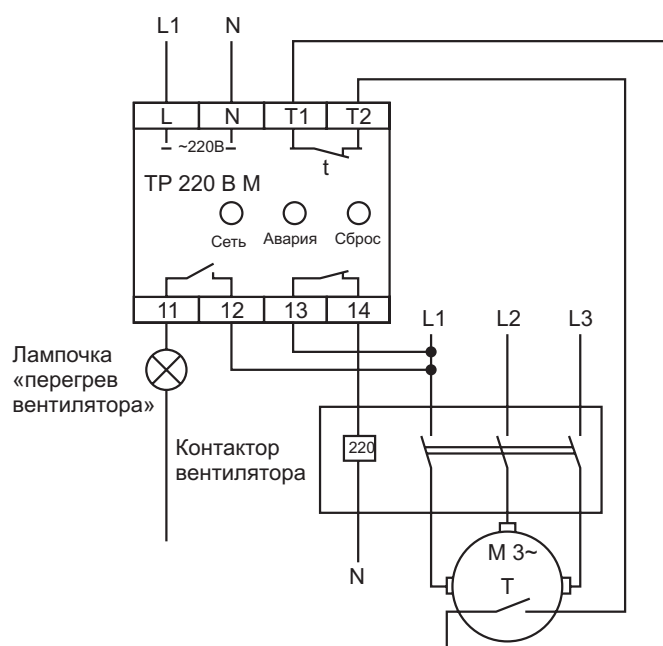 L1 N
L N T1 T2
~220В
t
ТР 220 В М
Сеть Авария Сброс
11 12 13 14
L1 L2 L3
Лампочка
«перегрев
вентилятора»
Контактор
вентилятора
220
N
М 3~
Т